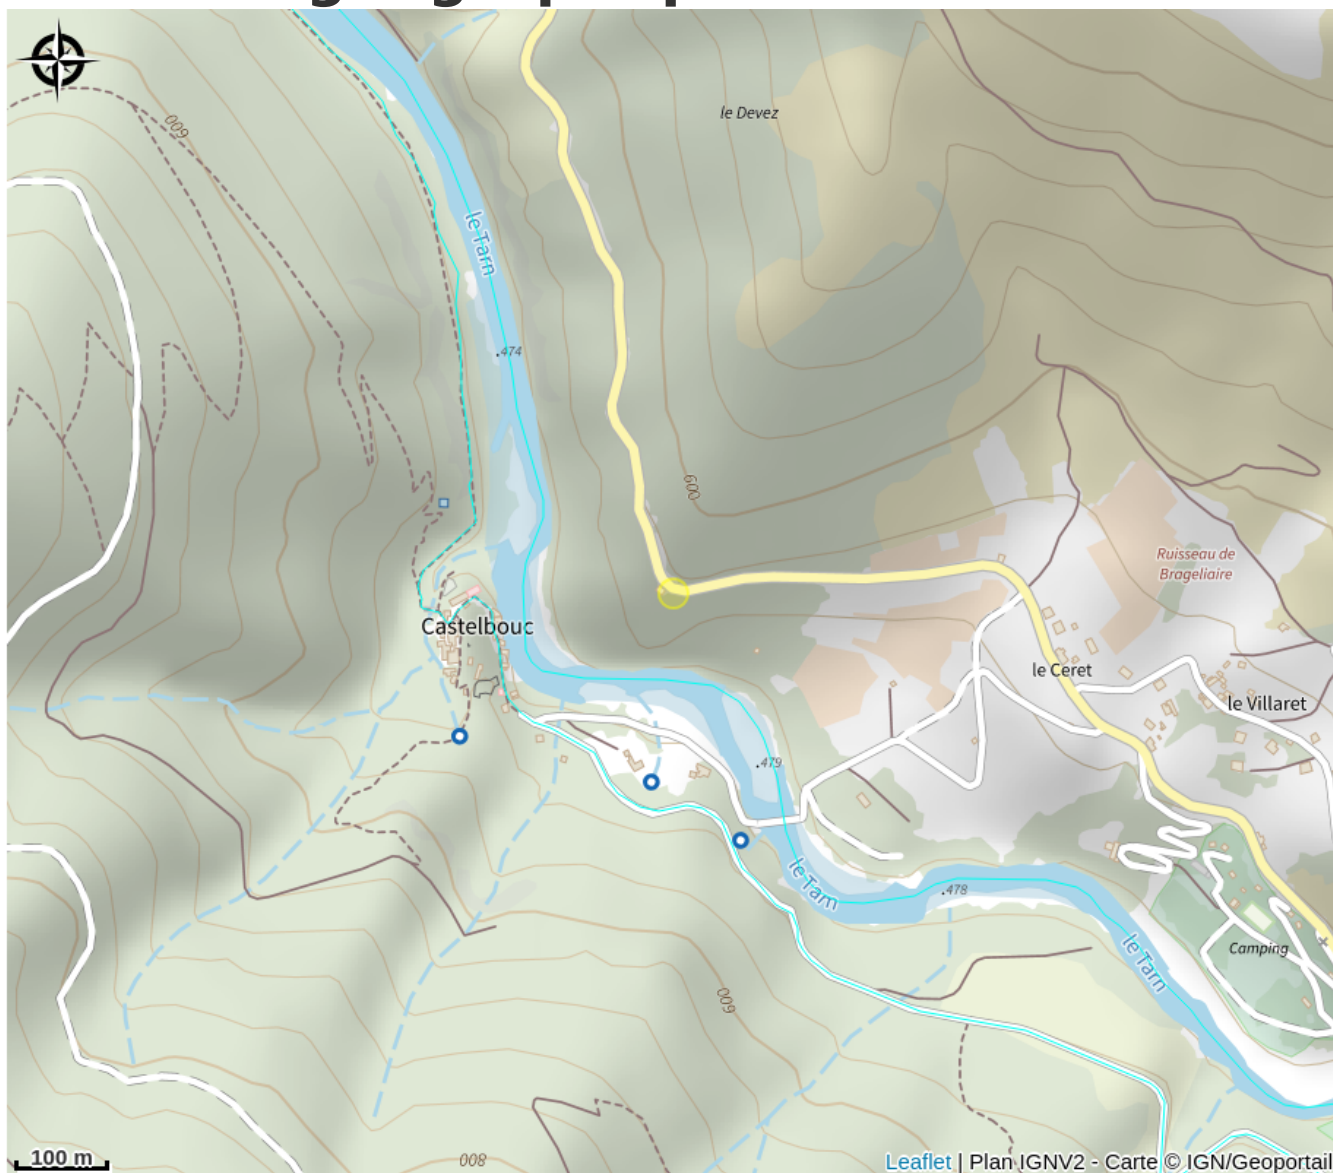 le Devez
600
le Tarn
.474
600
Ruisseau de
Brageliaire
Castelbouc
le Ceret
le Villaret
.479
le Tarn
.478
le Tarn
Camping
600
800
100 m
Leaflet | Plan IGNV2 - Carte © IGN/Geoportail